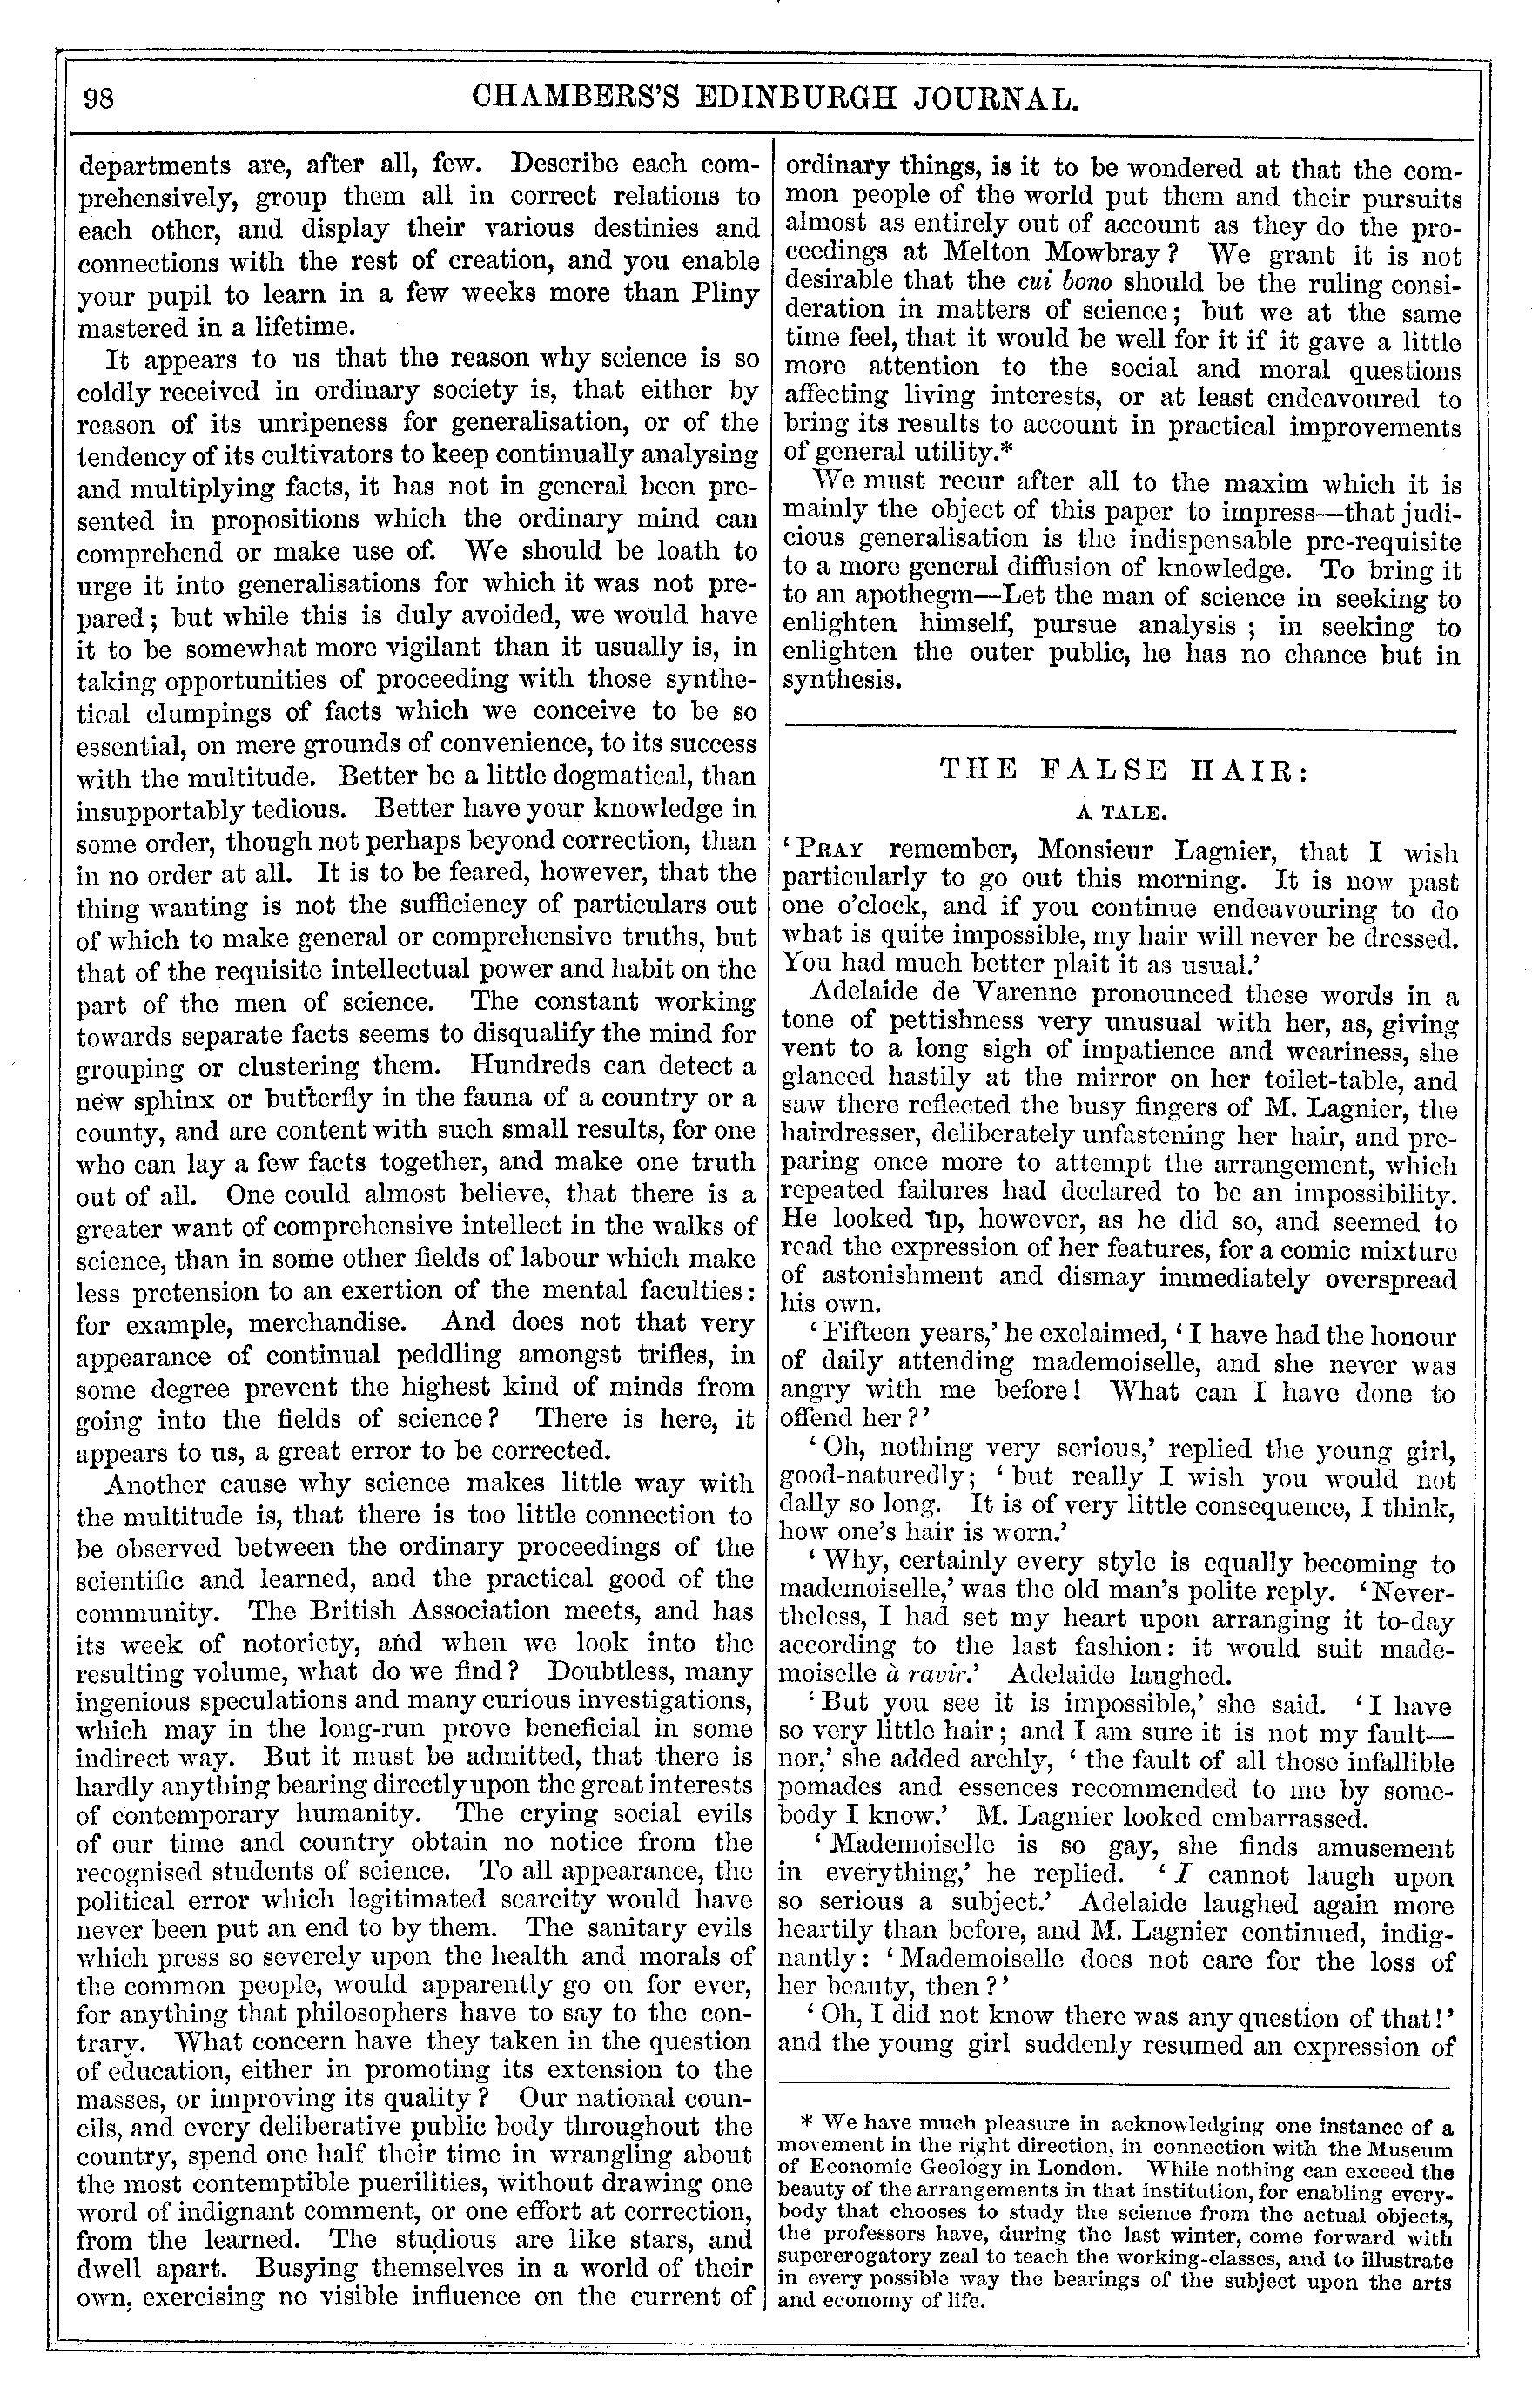 98
CHAMBERS'S EDINBURGH JOURNAL.
departments are, after all, few. Describe each com-
prehensively, group them all in correct relations to
each other, and display their various destinies and
connections with the rest of creation, and you enable
your pupil to learn in a few weeks more than Pliny
mastered in a lifetime.
It appears to us that the reason why science is so
coldly received in ordinary society is, that either by
reason of its unripeness for generalisation, or of the
tendency of its cultivators to keep continually analysing
and multiplying facts, it has not in general been pre-
sented in propositions which the ordinary mind can
comprehend or make use of. We should be loath to
urge it into generalisations for which it was not pre-
pared; but while this is duly avoided, we would have
it to be somewhat more vigilant than it usually is, in
taking opportunities of proceeding with those synthe-
tical clumpings of facts which we conceive to be so
essential, on mere grounds of convenience, to its success
with the multitude. Better be a little dogmatical, than
insupportably tedious. Better have your knowledge in
some order, though not perhaps beyond correction, than
in no order at all. It is to be feared, however, that the
thing wanting is not the sufficiency of particulars out
of which to make general or comprehensive truths, but
that of the requisite intellectual power and habit on the
part of the men of science. The constant working
towards separate facts seems to disqualify the mind for
grouping or clustering them. Hundreds can detect a
new sphinx or butterfly in the fauna of a country or a
county, and are content with such small results, for one
who can lay a few facts together, and make one truth
out of all. One could almost believe, that there is a
greater want of comprehensive intellect in the walks of
science, than in some other fields of labour which make
less pretension to an exertion of the mental faculties:
for example, merchandise. And does not that very
appearance of continual peddling amongst trifles, in
some degree prevent the highest kind of minds from
going into the fields of science? There is here, it
appears to us, a great error to be corrected.
Another cause why science makes little way with
the multitude is, that there is too little connection to
be observed between the ordinary proceedings of the
scientific and learned, and the practical good of the
community. The British Association meets, and has
its week of notoriety, and when we look into the
resulting volume, what do we find? Doubtless, many
ingenious speculations and many curious investigations,
which may in the long-run prove beneficial in some
indirect way. But it must be admitted, that there is
hardly anything bearing directly upon the great interests
of contemporary humanity. The crying social evils
of our time and country obtain no notice from the
recognised students of science. To all appearance, the
political error which legitimated scarcity would have
never been put an end to by them. The sanitary evils
which press so severely upon the health and morals of
the common people, would apparently go on for ever,
for anything that philosophers have to say to the con-
trary. What concern have they taken in the question
of education, either in promoting its extension to the
masses, or improving its quality? Our national coun-
cils, and every deliberative public body throughout the
country, spend one half their time in wrangling about
the most contemptible puerilities, without drawing one
word of indignant comment, or one effort at correction,
from the learned. The studious are like stars, and
dwell apart. Busying themselves in a world of their
own, exercising no visible influence on the current of
ordinary things, is it to be wondered at that the com-
mon people of the world put them and their pursuits
almost as entirely out of account as they do the pro-
ceedings at Melton Mowbray? We grant it is not
desirable that the cui bono should be the ruling consi-
deration in matters of science; but we at the same
time feel, that it would be well for it if it gave a little
more attention to the social and moral questions
affecting living interests, or at least endeavoured to
bring its results to account in practical improvements
of general utility.*
We must recur after all to the maxim which it is
mainly the object of this paper to impress—that judi-
cious generalisation is the indispensable pre-requisite
to a more general diffusion of knowledge. To bring it
to an apothegm—Let the man of science in seeking to
enlighten himself, pursue analysis; in seeking to
enlighten the outer public, he has no chance but in
synthesis.
THE FALSE HAIR:
A TALE.
'PRAY remember, Monsieur Lagnier, that I wish
particularly to go out this morning. It is now past
one o'clock, and if you continue endeavouring to do
what is quite impossible, my hair will never be dressed.
You had much better plait it as usual.'
Adelaide de Varenne pronounced these words in a
tone of pettishness very unusual with her, as, giving
vent to a long sigh of impatience and weariness, she
glanced hastily at the mirror on her toilet-table, and
saw there reflected the busy fingers of M. Lagnier, the
hairdresser, deliberately unfastening her hair, and pre-
paring once more to attempt the arrangement, which
repeated failures had declared to be an impossibility.
He looked up, however, as he did so, and seemed to
read the expression of her features, for a comic mixture
of astonishment and dismay immediately overspread
his own.
'Fifteen years,' he exclaimed, 'I have had the honour
of daily attending mademoiselle, and she never was
angry with me before! What can I have done to
offend her?'
'Oh, nothing very serious,' replied the young girl,
good-naturedly; 'but really I wish you would not
dally so long. It is of very little consequence, I think,
how one's hair is worn.'
'Why, certainly every style is equally becoming to
mademoiselle,' was the old man's polite reply. 'Never-
theless, I had set my heart upon arranging it to-day
according to the last fashion: it would suit made-
moiselle à ravir.' Adelaide laughed.
'But you see it is impossible,' she said. 'I have
so very little hair; and I am sure it is not my fault—
nor,' she added archly, 'the fault of all those infallible
pomades and essences recommended to me by some-
body I know.' M. Lagnier looked embarrassed.
'Mademoiselle is so gay, she finds amusement
in everything,' he replied. 'I cannot laugh upon
so serious a subject.' Adelaide laughed again more
heartily than before, and M. Lagnier continued, indig-
nantly: 'Mademoiselle does not care for the loss of
her beauty, then?'
'Oh, I did not know there was any question of that!'
and the young girl suddenly resumed an expression of
* We have much pleasure in acknowledging one instance of a
movement in the right direction, in connection with the Museum
of Economic Geology in London. While nothing can exceed the
beauty of the arrangements in that institution, for enabling every-
body that chooses to study the science from the actual objects,
the professors have, during the last winter, come forward with
supererogatory zeal to teach the working-classes, and to illustrate
in every possible way the bearings of the subject upon the arts
and economy of life.